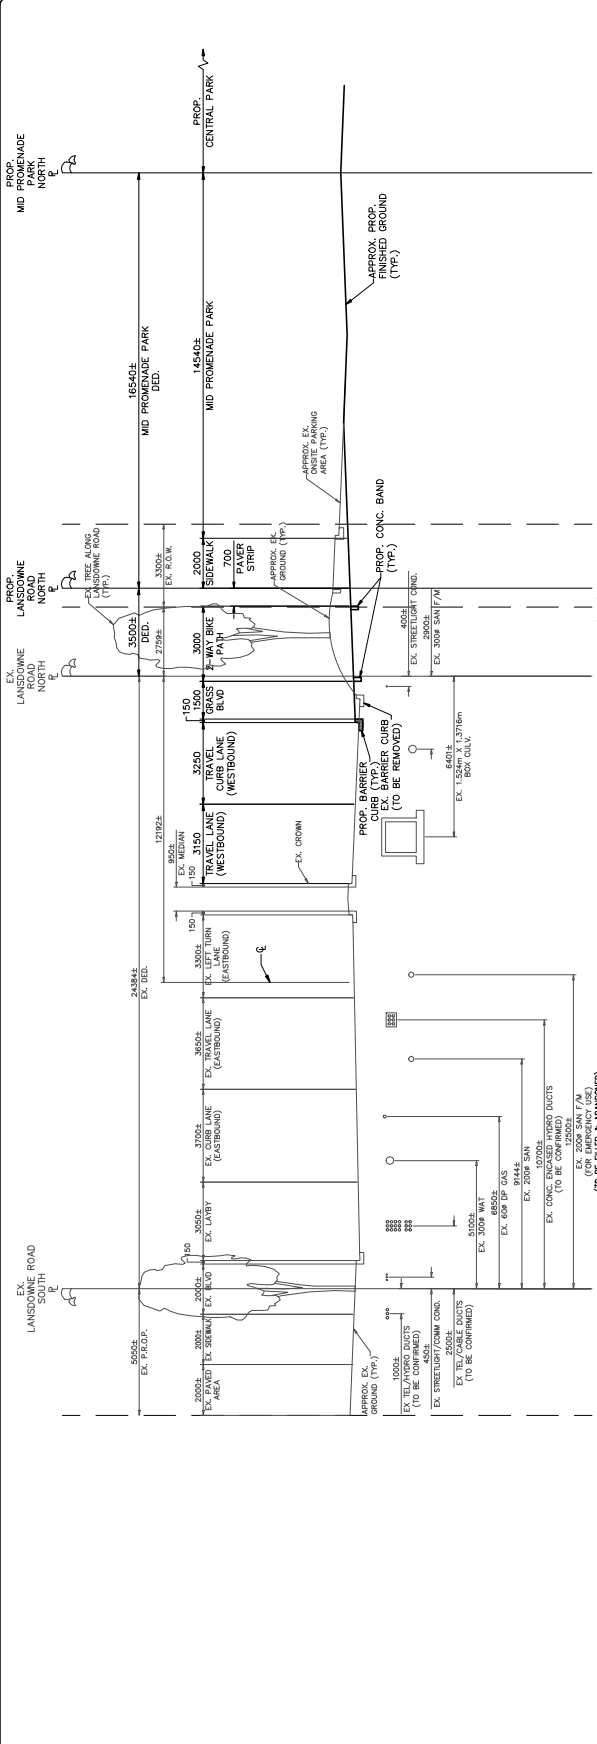 PROP.
MID PROMENADE
PARK
NORTH
PL
PROP.
LANSDOWNE
ROAD
NORTH
PL
EX.
LANSDOWNE
ROAD
NORTH
PL
EX.
LANSDOWNE ROAD
SOUTH
PL
5050±
EX. P.R.O.P.
24384±
EX. DED.
3500±
DED.
16540±
MID PROMENADE PARK
DED.
12192±
2759±
3300±
EX. R.O.W.
950±
EX. MEDIAN
EX. TREE ALONG
LANSDOWNE ROAD
(TYP.)
2000±
EX. PAVED
AREA
2000±
EX. SIDEWALK
2000±
EX. BLVD
150
3050±
EX. LAYBY
3700±
EX. CURB LANE
(EASTBOUND)
3650±
EX. TRAVEL LANE
(EASTBOUND)
3300±
EX. LEFT TURN
LANE
(EASTBOUND)
150
150
3150
TRAVEL LANE
(WESTBOUND)
3250
TRAVEL
CURB LANE
(WESTBOUND)
150
1500
GRASS
BLVD
3000
2-WAY BIKE
PATH
700
PAVER
STRIP
2000
SIDEWALK
14540±
MID PROMENADE PARK
PROP.
CENTRAL PARK
CL
EX. CROWN
APPROX. EX.
GROUND (TYP.)
APPROX. EX.
ONSITE PARKING
AREA (TYP.)
APPROX. PROP.
FINISHED GROUND
(TYP.)
APPROX. EX.
GROUND (TYP.)
PROP. BARRIER
CURB (TYP.)
EX. BARRIER CURB
(TO BE REMOVED)
PROP. CONC. BAND
(TYP.)
400±
EX. STREETLIGHT COND.
2900±
EX. 300ø SAN F/M
6401±
EX. 1.524m X 1.3716m
BOX CULV.
1000±
EX TEL/HYDRO DUCTS
(TO BE CONFIRMED)
450±
EX. STREETLIGHT/COMM COND.
2500±
EX TEL/CABLE DUCTS
(TO BE CONFIRMED)
5100±
EX. 300ø WAT
6850±
EX. 60ø DP GAS
9144±
EX. 200ø SAN
10700±
EX. CONC. ENCASED HYDRO DUCTS
(TO BE CONFIRMED)
12500±
EX. 200ø SAN F/M
(FOR EMERGENCY USE)